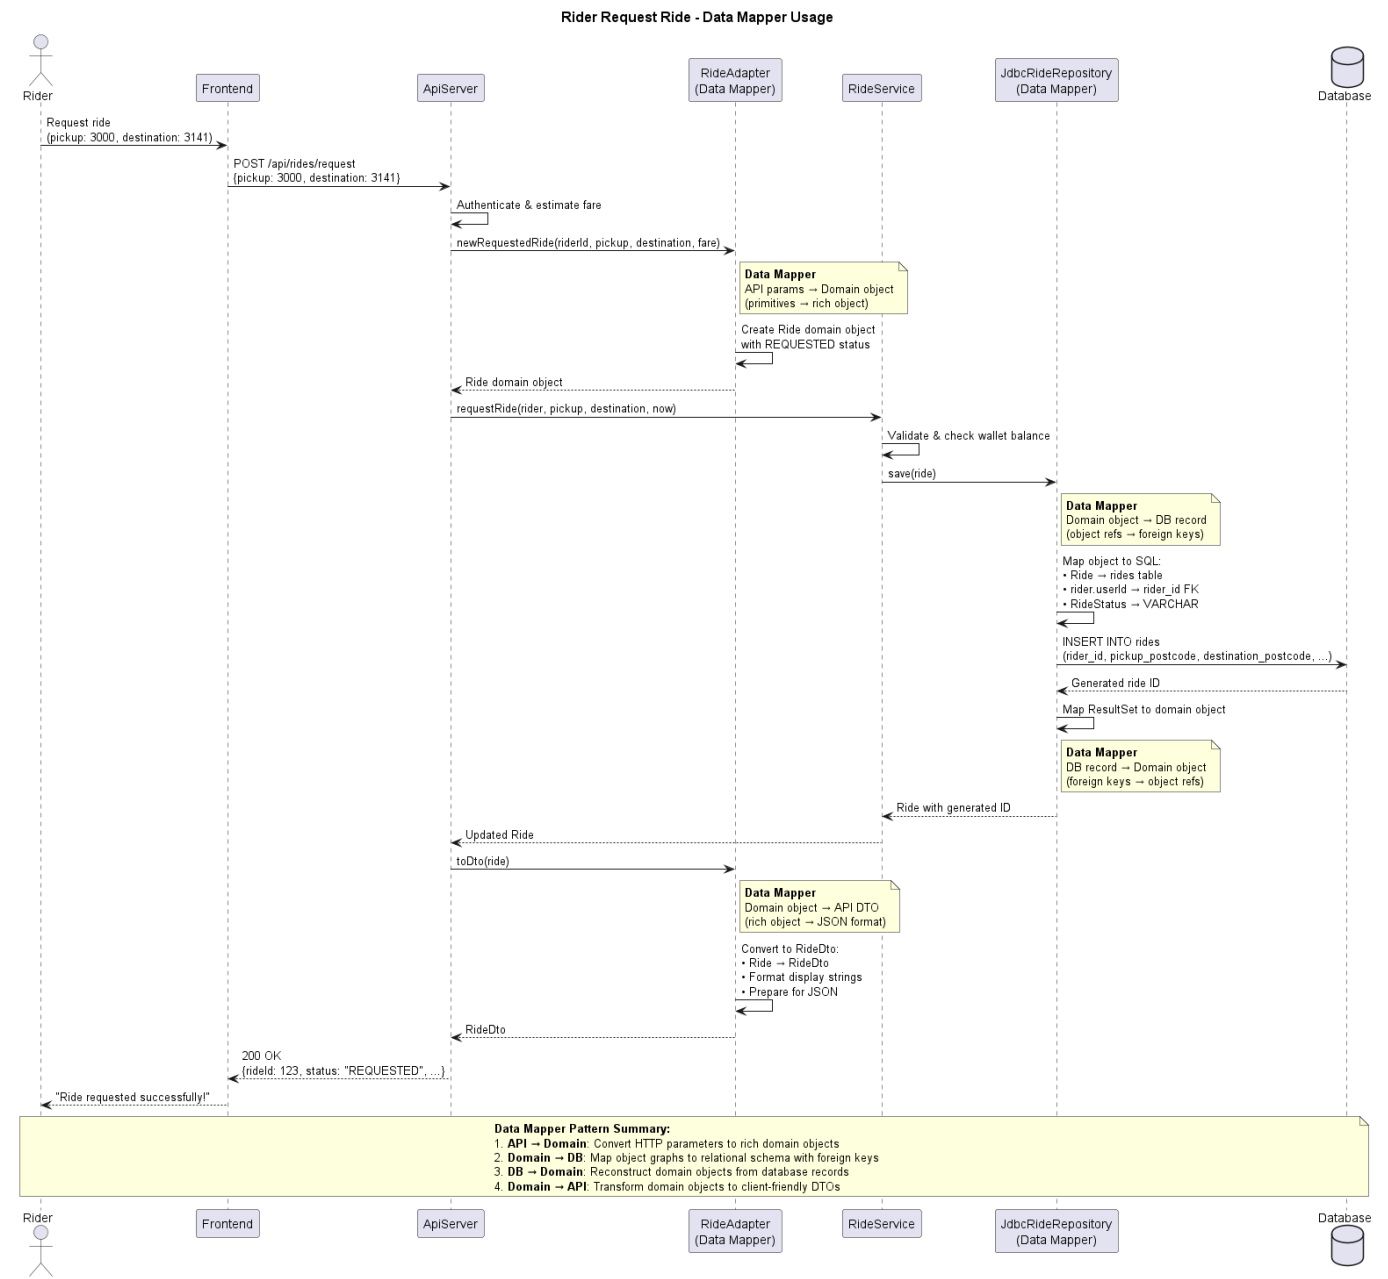 Rider Request Ride - Data Mapper Usage
Rider
Frontend
ApiServer
RideAdapter
(Data Mapper)
RideService
JdbcRideRepository
(Data Mapper)
Database
Request ride
(pickup: 3000, destination: 3141)
POST /api/rides/request
{pickup: 3000, destination: 3141}
Authenticate & estimate fare
newRequestedRide(riderId, pickup, destination, fare)
Data Mapper
API params → Domain object
(primitives → rich object)
Create Ride domain object
with REQUESTED status
Ride domain object
requestRide(rider, pickup, destination, now)
Validate & check wallet balance
save(ride)
Data Mapper
Domain object → DB record
(object refs → foreign keys)
Map object to SQL:
• Ride → rides table
• rider.userId → rider_id FK
• RideStatus → VARCHAR
INSERT INTO rides
(rider_id, pickup_postcode, destination_postcode, ...)
Generated ride ID
Map ResultSet to domain object
Data Mapper
DB record → Domain object
(foreign keys → object refs)
Ride with generated ID
Updated Ride
toDto(ride)
Data Mapper
Domain object → API DTO
(rich object → JSON format)
Convert to RideDto:
• Ride → RideDto
• Format display strings
• Prepare for JSON
RideDto
200 OK
{rideId: 123, status: "REQUESTED", ...}
"Ride requested successfully!"
Data Mapper Pattern Summary:
1. API → Domain: Convert HTTP parameters to rich domain objects
2. Domain → DB: Map object graphs to relational schema with foreign keys
3. DB → Domain: Reconstruct domain objects from database records
4. Domain → API: Transform domain objects to client-friendly DTOs
Rider
Frontend
ApiServer
RideAdapter
(Data Mapper)
RideService
JdbcRideRepository
(Data Mapper)
Database